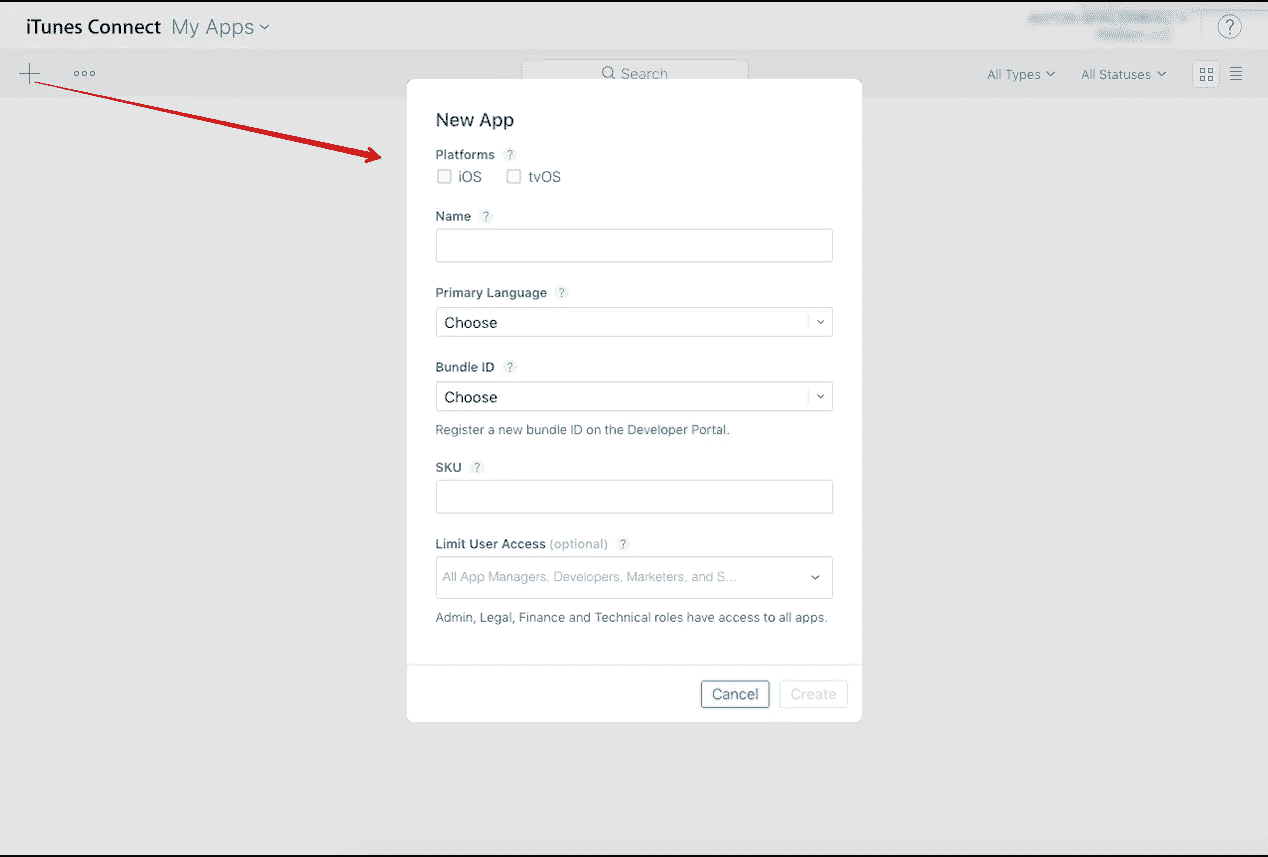 iTunes Connect My Apps
?
Search
All Types All Statuses
New App
Platforms ?
iOS tvOS
Name ?
Primary Language ?
Choose
Bundle ID ?
Choose
Register a new bundle ID on the Developer Portal.
SKU ?
Limit User Access (optional) ?
All App Managers, Developers, Marketers, and S...
Admin, Legal, Finance and Technical roles have access to all apps.
Cancel Create